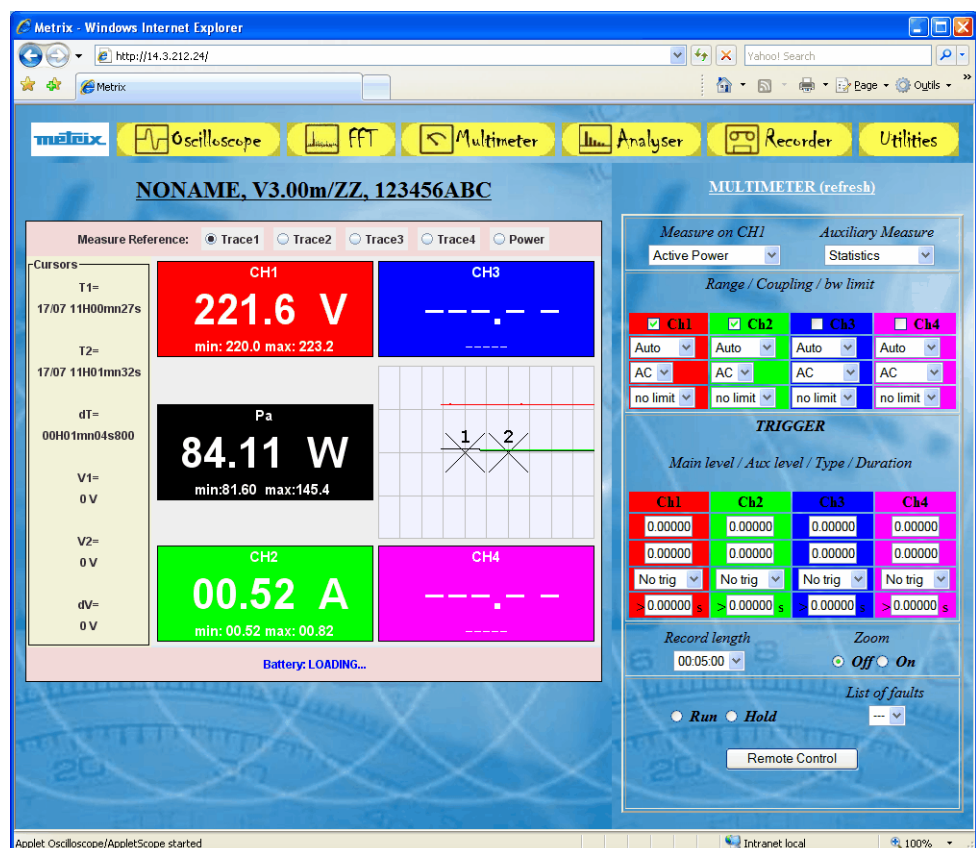 Metrix - Windows Internet Explorer
http://14.3.212.24/
Yahoo! Search
Metrix
Page
Outils
»
metrix
Oscilloscope
FFT
Multimeter
Analyser
Recorder
Utilities
NONAME, V3.00m/ZZ, 123456ABC
Measure Reference: Trace1 Trace2 Trace3 Trace4 Power
Cursors
T1=
17/07 11H00mn27s
T2=
17/07 11H01mn32s
dT=
00H01mn04s800
V1=
0 V
V2=
0 V
dV=
0 V
CH1
221.6 V
min: 220.0 max: 223.2
CH3
---.- -
-----
Pa
84.11 W
min:81.60 max:145.4
1 2
CH2
00.52 A
min: 00.52 max: 00.82
CH4
---.- -
-----
Battery: LOADING...
MULTIMETER (refresh)
Measure on CH1 Auxiliary Measure
Active Power Statistics
Range / Coupling / bw limit
Ch1 Ch2 Ch3 Ch4
Auto Auto Auto Auto
AC AC AC AC
no limit no limit no limit no limit
TRIGGER
Main level / Aux level / Type / Duration
Ch1 Ch2 Ch3 Ch4
0.00000 0.00000 0.00000 0.00000
0.00000 0.00000 0.00000 0.00000
No trig No trig No trig No trig
> 0.00000 s > 0.00000 s > 0.00000 s > 0.00000 s
Record length Zoom
00:05:00 Off On
List of faults
Run Hold ---
Remote Control
Applet Oscilloscope/AppletScope started
Intranet local
100%